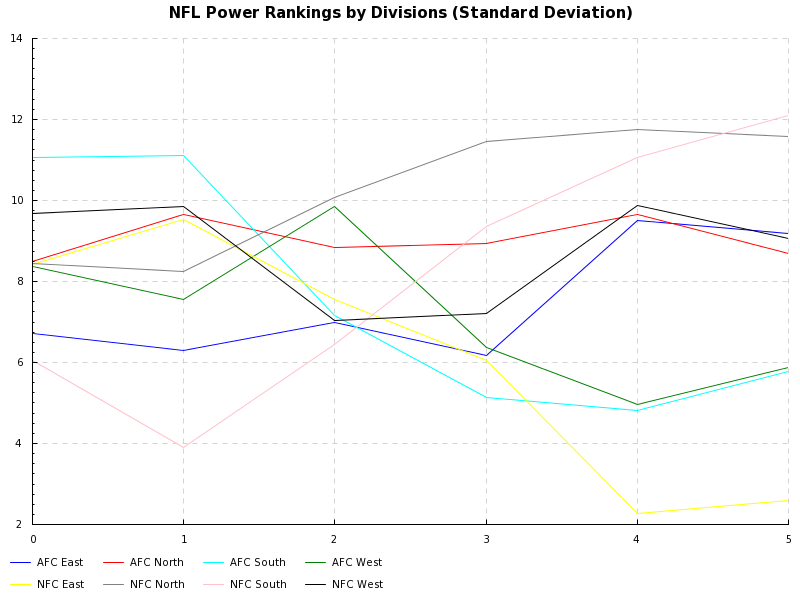 NFL Power Rankings by Divisions (Standard Deviation)
14
12
10
8
6
4
2
0 1 2 3 4 5
AFC East AFC North AFC South AFC West
NFC East NFC North NFC South NFC West